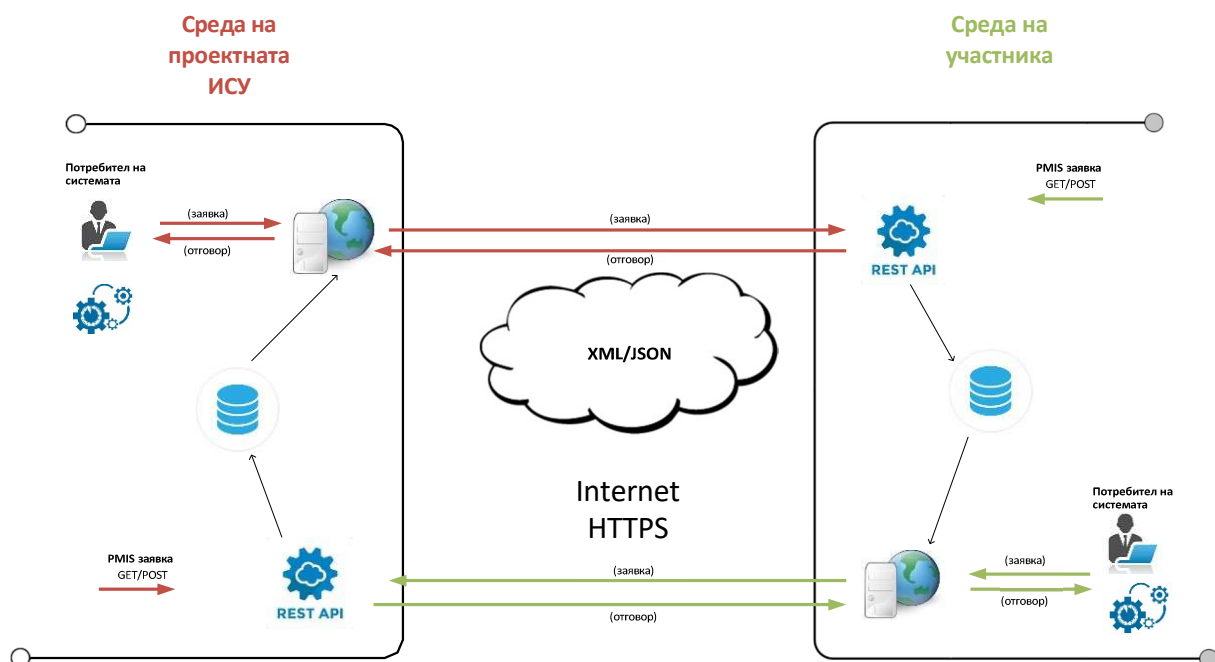 Среда на
проектната
ИСУ
Среда на
участника
Потребител на
системата
(заявка)
(отговор)
(заявка)
(отговор)
PMIS заявка
GET/POST
REST API
XML/JSON
Internet
HTTPS
PMIS заявка
GET/POST
REST API
(заявка)
(отговор)
Потребител на
системата
(заявка)
(отговор)